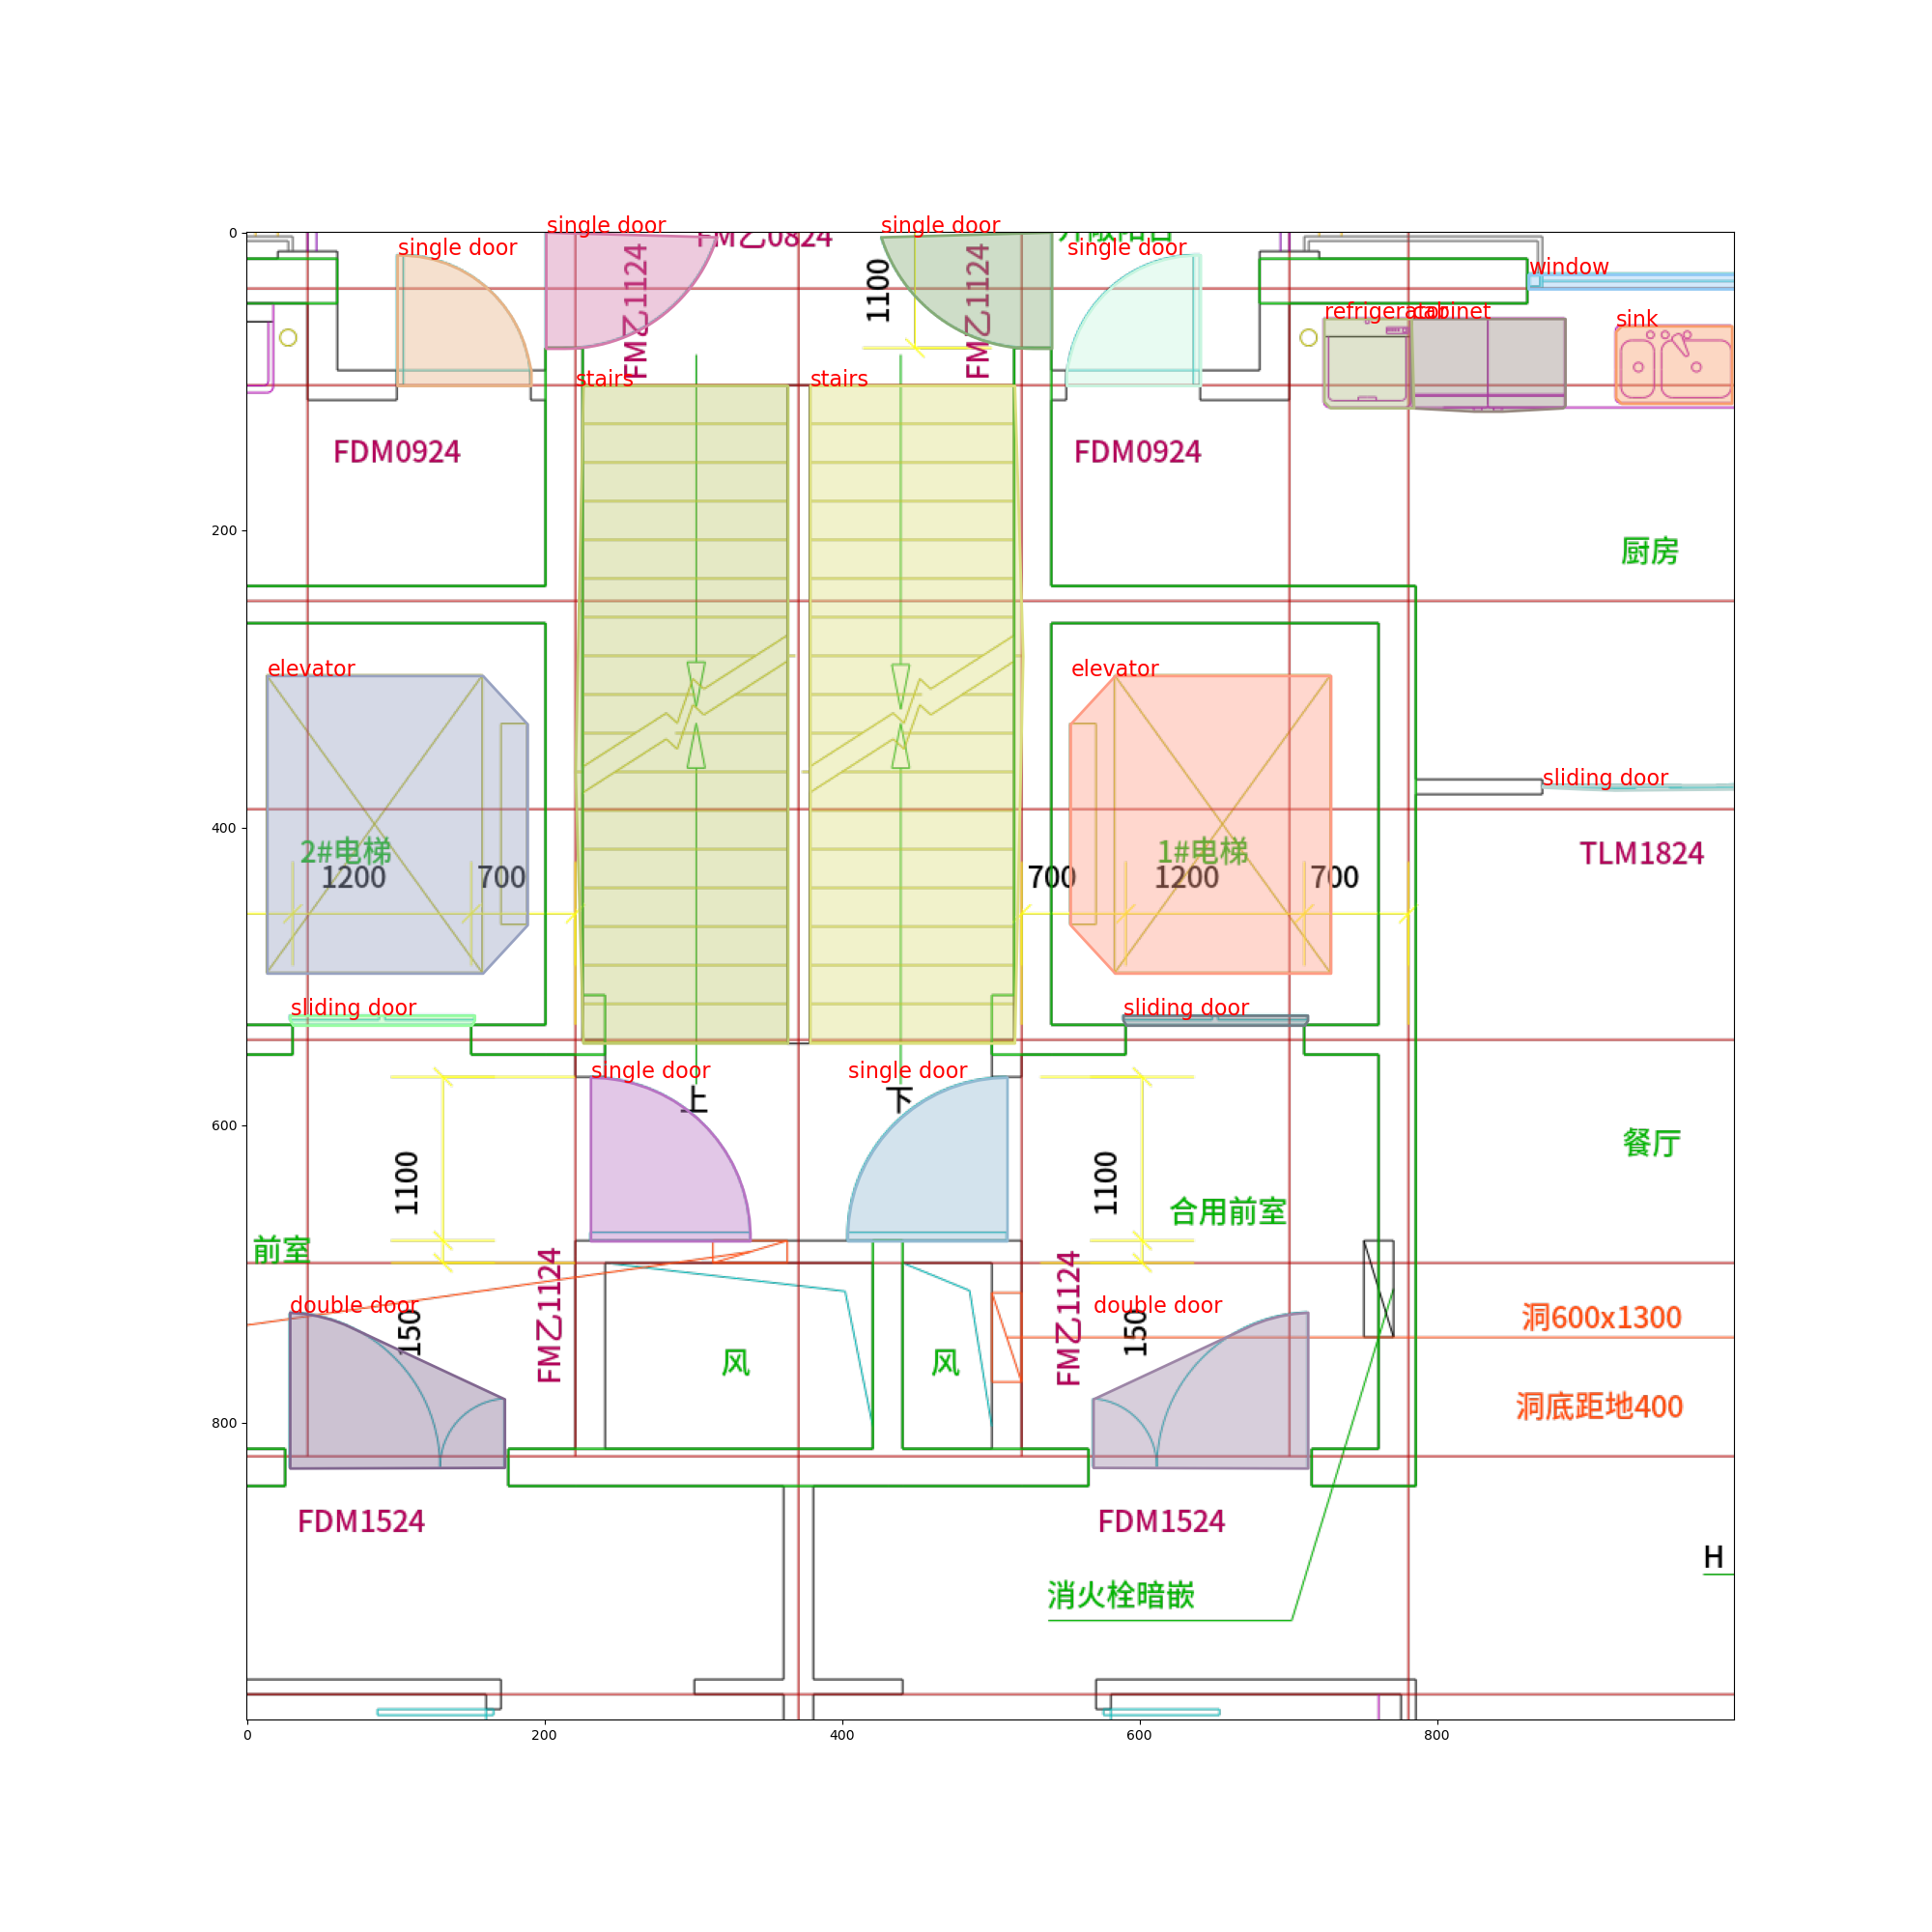 single door
single door
FM乙0824
single door
single door
FM乙1124
1100
FM乙1124
window
refrigerator
cabinet
sink
stairs
stairs
FDM0924
FDM0924
厨房
elevator
elevator
sliding door
2#电梯
1#电梯
TLM1824
1200
700
700
1200
700
sliding door
sliding door
single door
single door
上
下
1100
1100
餐厅
合用前室
前室
FM乙1124
FM乙1124
double door
double door
150
150
洞600x1300
风
风
洞底距地400
FDM1524
FDM1524
H
消火栓暗嵌
0
200
400
600
800
0
200
400
600
800